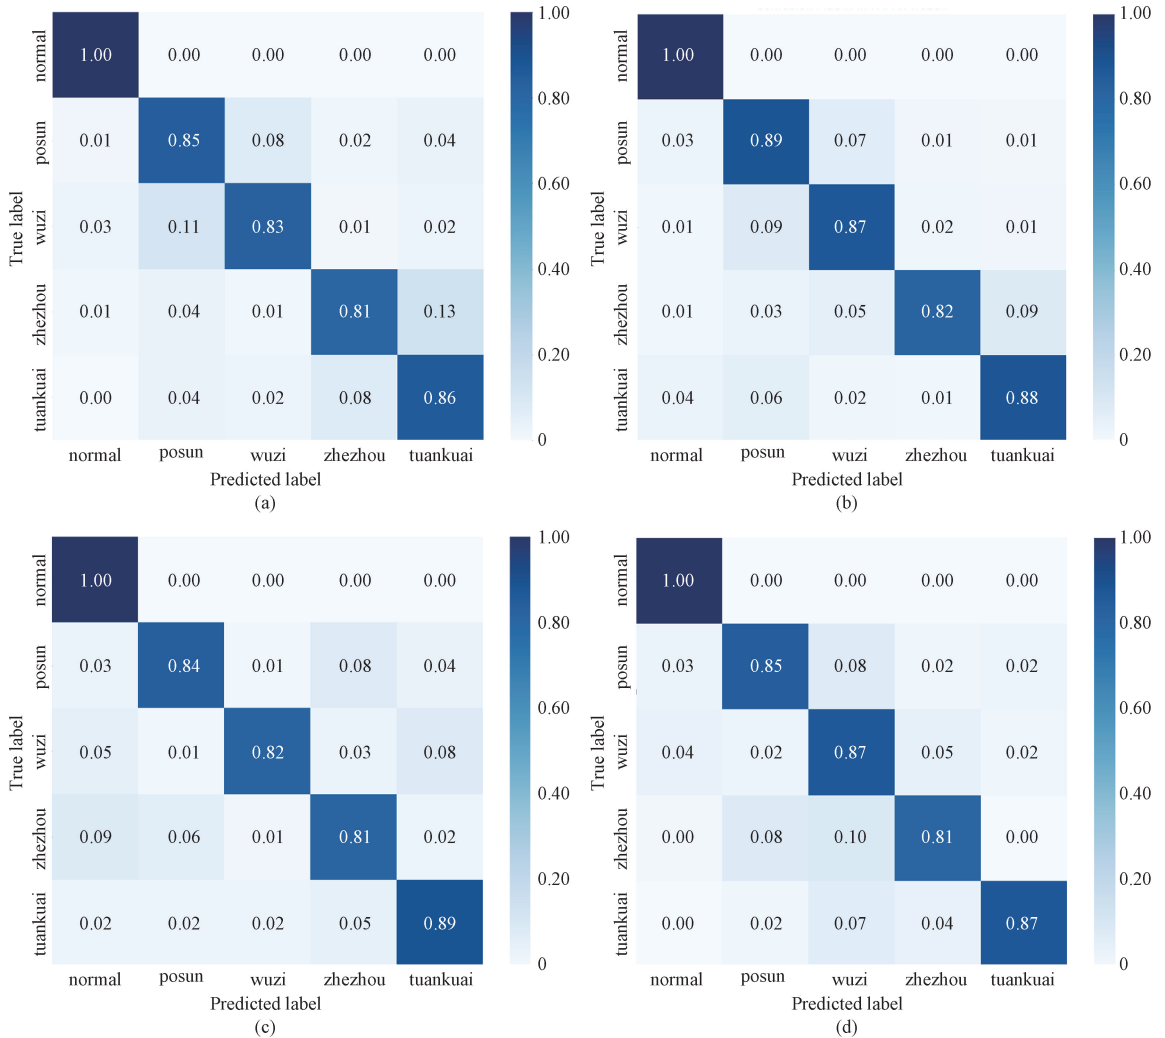 normal 1.00 0.00 0.00 0.00 0.00
posun 0.01 0.85 0.08 0.02 0.04
wuzi 0.03 0.11 0.83 0.01 0.02
zhezhou 0.01 0.04 0.01 0.81 0.13
tuankuai 0.00 0.04 0.02 0.08 0.86
True label
normal posun wuzi zhezhou tuankuai
Predicted label
(a)
1.00
0.80
0.60
0.40
0.20
0
normal 1.00 0.00 0.00 0.00 0.00
posun 0.03 0.89 0.07 0.01 0.01
wuzi 0.01 0.09 0.87 0.02 0.01
zhezhou 0.01 0.03 0.05 0.82 0.09
tuankuai 0.04 0.06 0.02 0.01 0.88
True label
normal posun wuzi zhezhou tuankuai
Predicted label
(b)
1.00
0.80
0.60
0.40
0.20
0
normal 1.00 0.00 0.00 0.00 0.00
posun 0.03 0.84 0.01 0.08 0.04
wuzi 0.05 0.01 0.82 0.03 0.08
zhezhou 0.09 0.06 0.01 0.81 0.02
tuankuai 0.02 0.02 0.02 0.05 0.89
True label
normal posun wuzi zhezhou tuankuai
Predicted label
(c)
1.00
0.80
0.60
0.40
0.20
0
normal 1.00 0.00 0.00 0.00 0.00
posun 0.03 0.85 0.08 0.02 0.02
wuzi 0.04 0.02 0.87 0.05 0.02
zhezhou 0.00 0.08 0.10 0.81 0.00
tuankuai 0.00 0.02 0.07 0.04 0.87
True label
normal posun wuzi zhezhou tuankuai
Predicted label
(d)
1.00
0.80
0.60
0.40
0.20
0